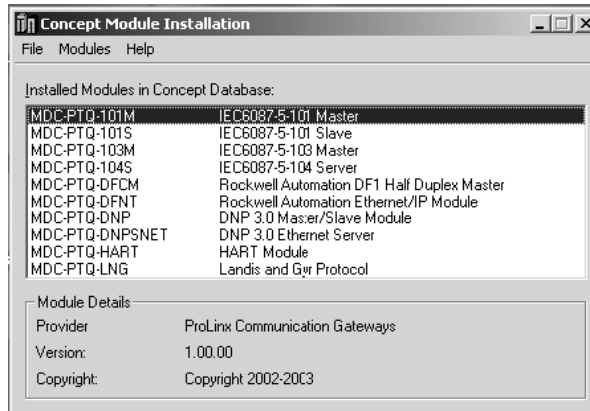 Concept Module Installation
File Modules Help
Installed Modules in Concept Database:
MDC-PTQ-101M IEC6087-5-101 Master
MDC-PTQ-101S IEC6087-5-101 Slave
MDC-PTQ-103M IEC6087-5-103 Master
MDC-PTQ-104S IEC6087-5-104 Server
MDC-PTQ-DFCM Rockwell Automation DF1 Half Duplex Master
MDC-PTQ-DFNT Rockwell Automation Ethernet/IP Module
MDC-PTQ-DNP DNP 3.0 Master/Slave Module
MDC-PTQ-DNPSNET DNP 3.0 Ethernet Server
MDC-PTQ-HART HART Module
MDC-PTQ-LNG Landis and Gyr Protocol
Module Details
Provider ProLinx Communication Gateways
Version: 1.00.00
Copyright: Copyright 2002-2003